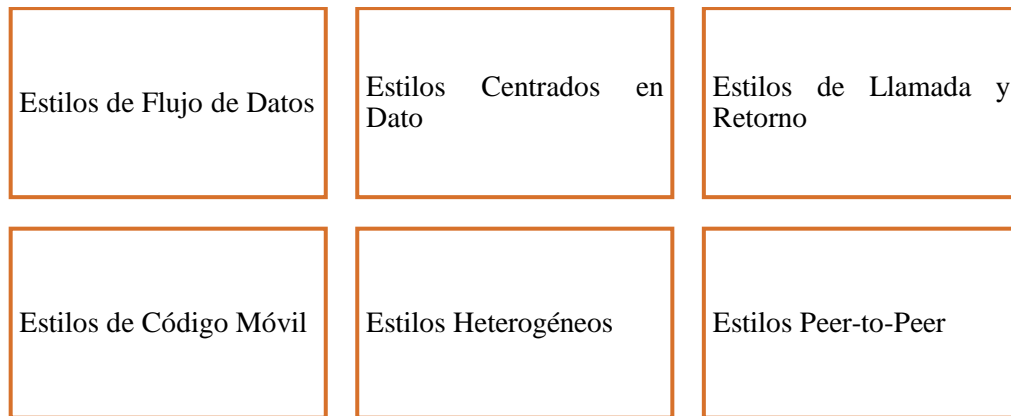 Estilos de Flujo de Datos
Estilos Centrados en
Dato
Estilos de Llamada y
Retorno
Estilos de Código Móvil
Estilos Heterogéneos
Estilos Peer-to-Peer